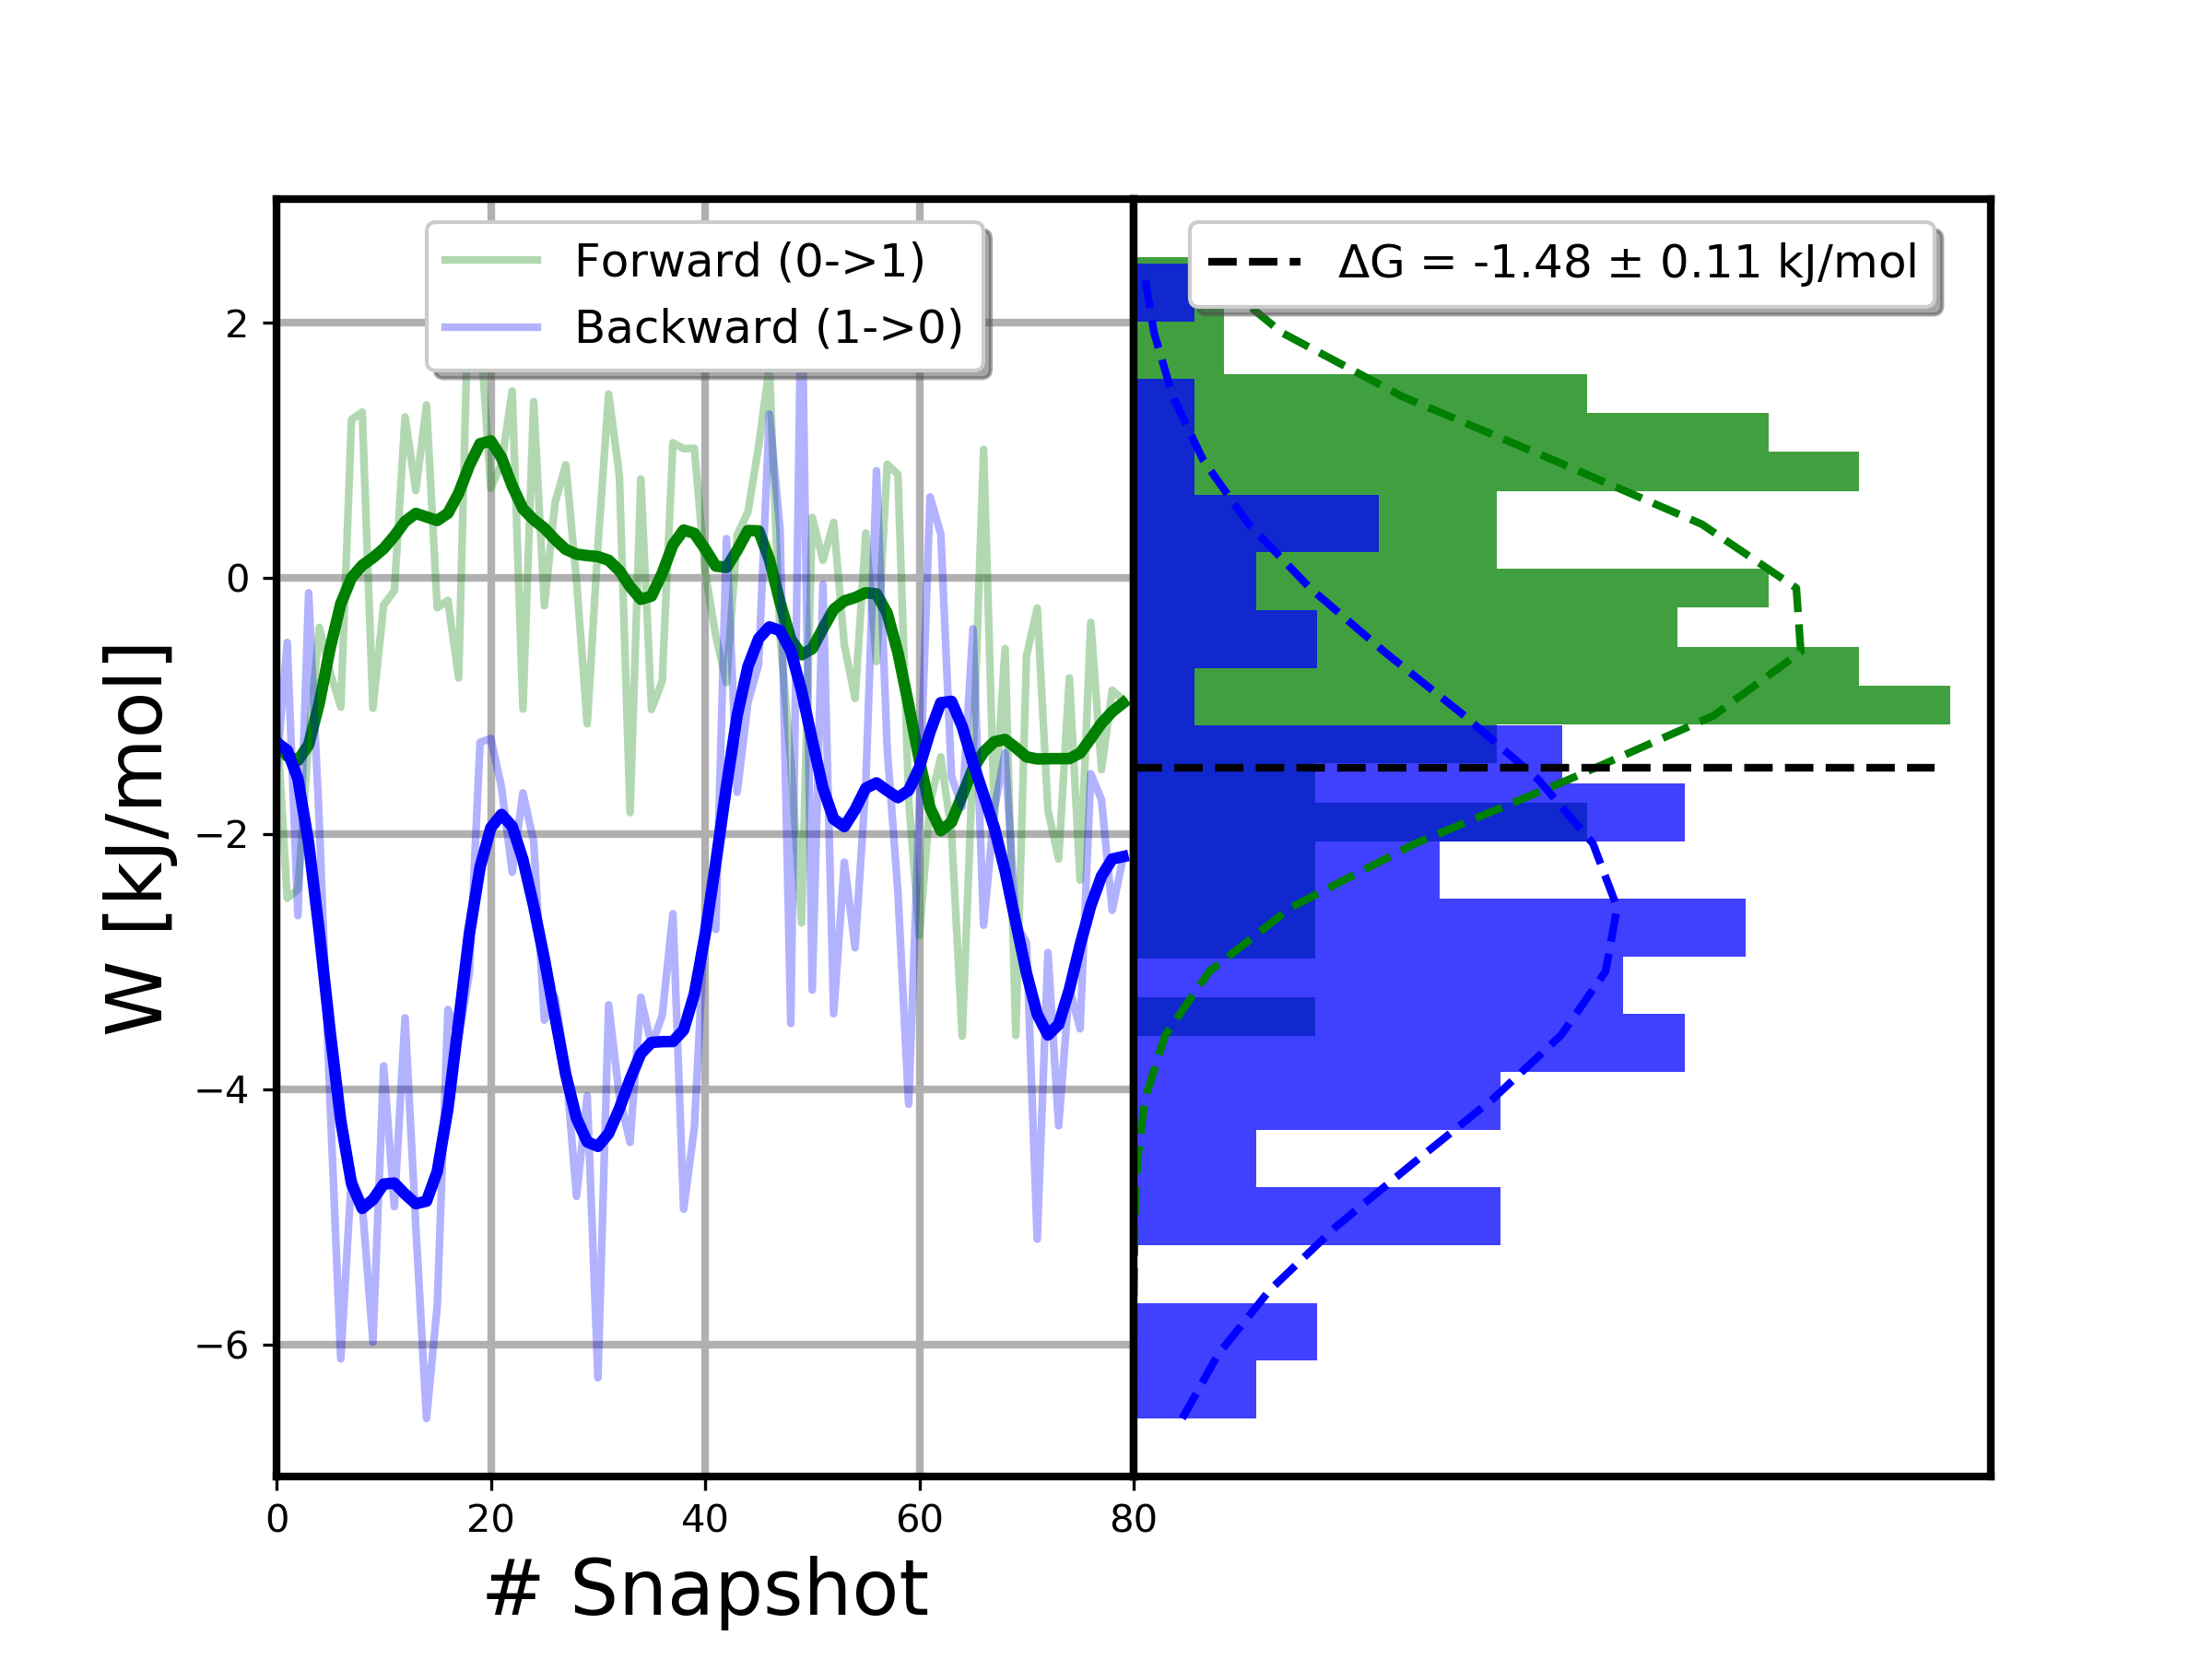 Forward (0->1)
Backward (1->0)
ΔG = -1.48 ± 0.11 kJ/mol
2
0
−2
−4
−6
W [kJ/mol]
0 20 40 60 80
# Snapshot